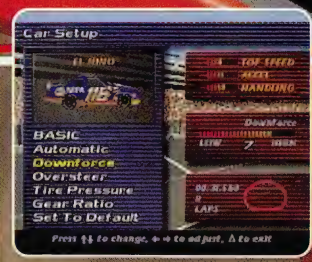 Car Setup
EL BINO
TOP SPEED
ACCEL
HANDLING
BASIC
Automatic
Downforce
Oversteer
Tire Pressure
Gear Ratio
Set To Default
Downforce
LOW 7 HIGH
LAPS
Press ↑↓ to change, ← → to adjust, Δ to exit